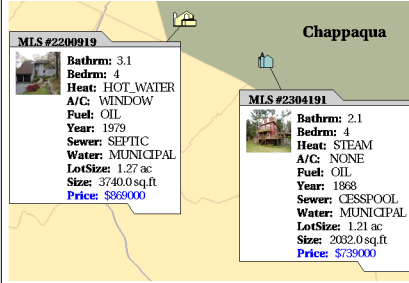 Chappaqua
MLS #2200919
Bathrm: 3.1
Bedrm: 4
Heat: HOT_WATER
A/C: WINDOW
Fuel: OIL
Year: 1979
Sewer: SEPTIC
Water: MUNICIPAL
LotSize: 1.27 ac
Size: 3740.0 sq.ft
Price: $869000
MLS #2304191
Bathrm: 2.1
Bedrm: 4
Heat: STEAM
A/C: NONE
Fuel: OIL
Year: 1868
Sewer: CESSPOOL
Water: MUNICIPAL
LotSize: 1.21 ac
Size: 2032.0 sq.ft
Price: $739000